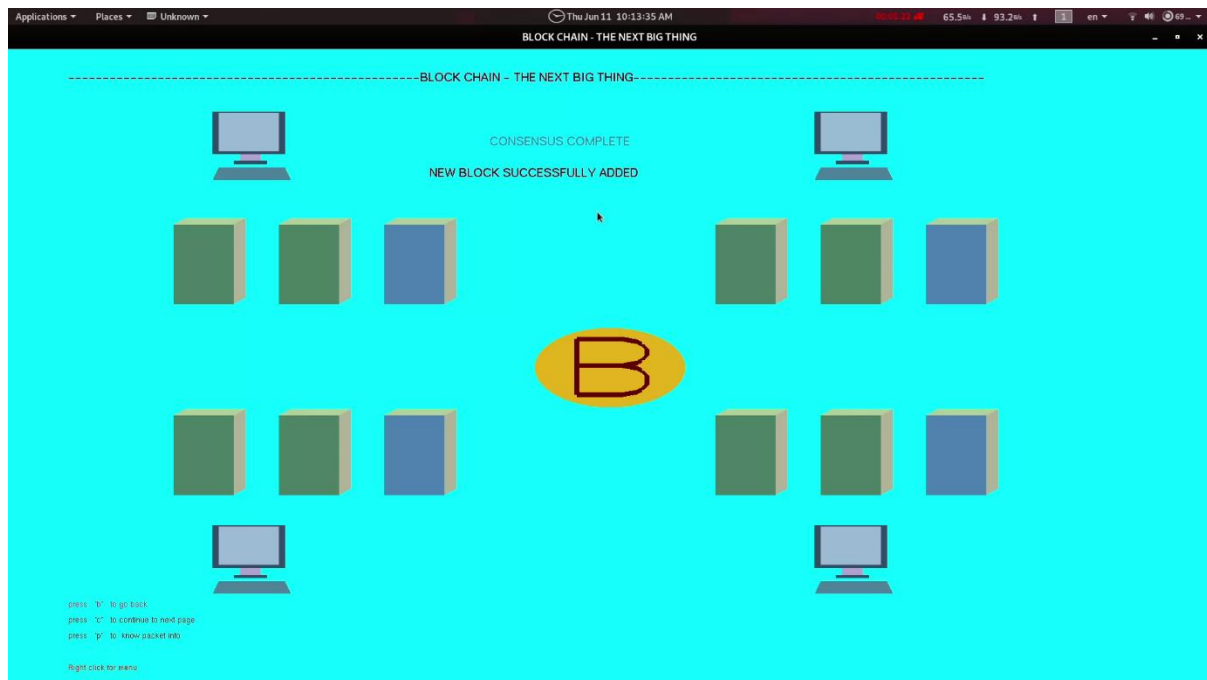 Applications Places Unknown Thu Jun 11 10:13:35 AM 65.5 93.2 1 en 69...
BLOCK CHAIN - THE NEXT BIG THING
---------------------------------------------------BLOCK CHAIN - THE NEXT BIG THING---------------------------------------------------
CONSENSUS COMPLETE
NEW BLOCK SUCCESSFULLY ADDED
B
press "b" to go back
press "c" to continue to next page
press "p" to know packet info
Right click for menu